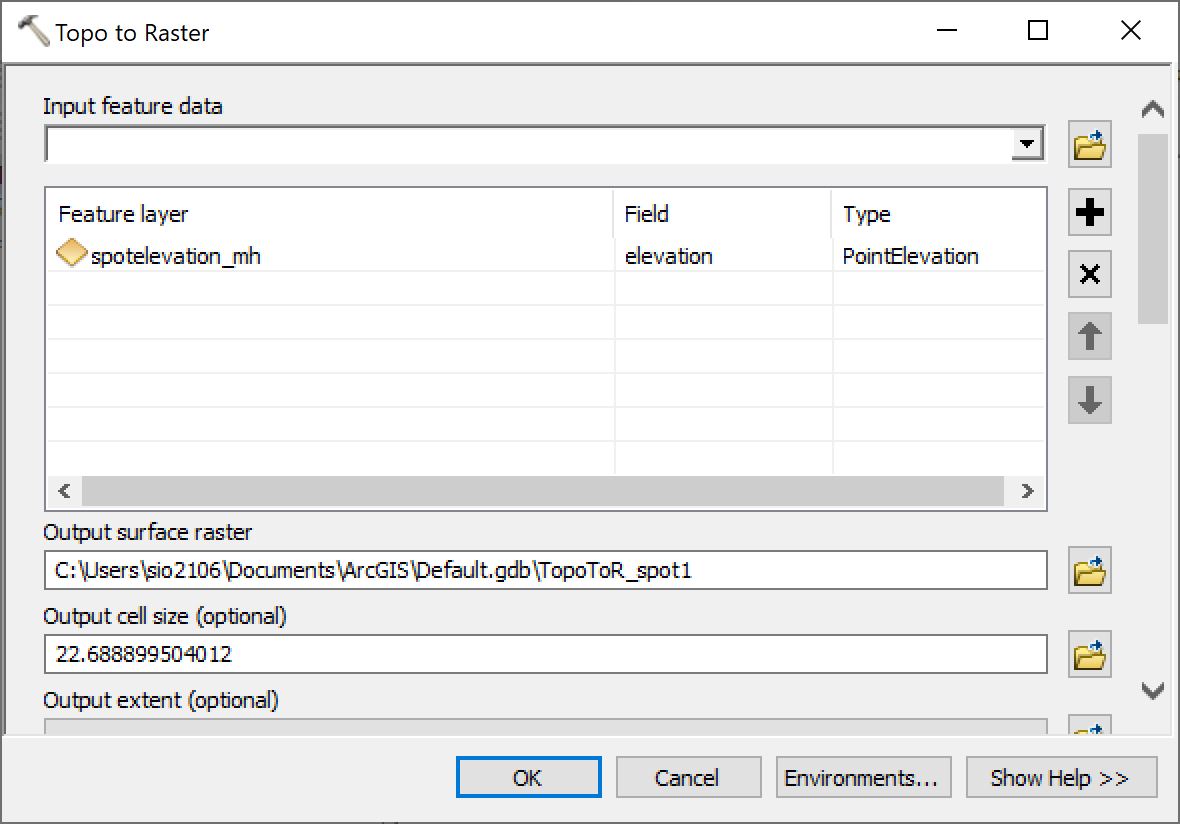 Topo to Raster
Input feature data
Feature layer Field Type
spotelevation_mh elevation PointElevation
Output surface raster
C:\Users\sio2106\Documents\ArcGIS\Default.gdb\TopoToR_spot1
Output cell size (optional)
22.688899504012
Output extent (optional)
OK Cancel Environments... Show Help >>